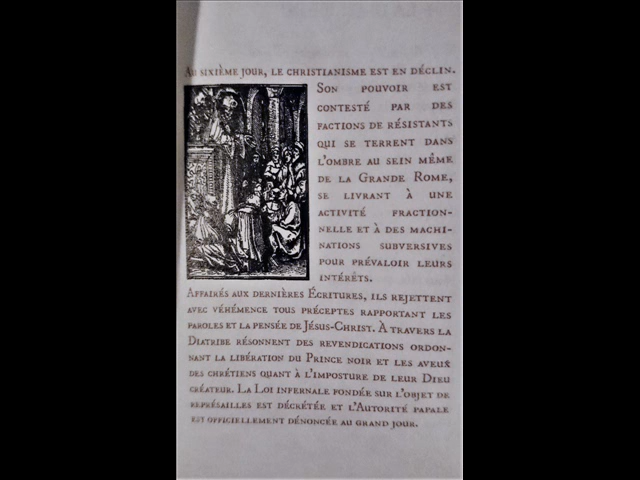 Au sixième jour, le christianisme est en déclin.
Son pouvoir est
contesté par des
factions de résistants
qui se terrent dans
l'ombre au sein même
de la Grande Rome,
se livrant à une
activité fraction-
nelle et à des machi-
nations subversives
pour prévaloir leurs
intérêts.
Affairés aux dernières Écritures, ils rejettent
avec véhémence tous préceptes rapportant les
paroles et la pensée de Jésus-Christ. À travers la
Diatribe résonnent des revendications ordon-
nant la libération du Prince noir et les aveux
des chrétiens quant à l'imposture de leur Dieu
créateur. La Loi infernale fondée sur l'objet de
représailles est décrétée et l'Autorité papale
est officiellement dénoncée au grand jour.